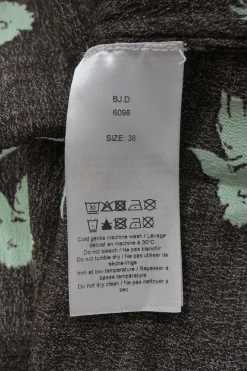 BJ.D
6098
SIZE: 38
30
Cold gentle machine wash / Lavage
délicat en machine à 30°C.
Do not bleach / Ne pas blanchir
Do not tumble dry / Ne pas utiliser de
sèche-linge
Iron at low temperature / Repasser à
basse température
Do not dry clean / Ne pas nettoyer à
sec